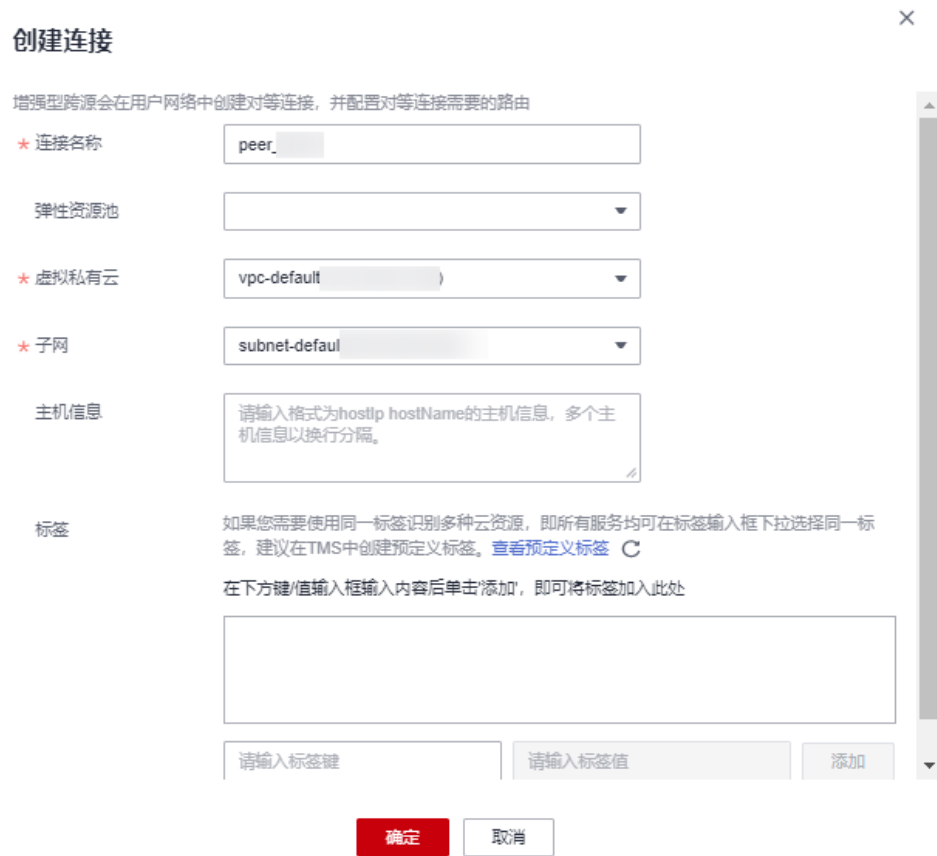 创建连接
增强型跨源会在用户网络中创建对等连接，并配置对等连接需要的路由
* 连接名称
peer_
弹性资源池
* 虚拟私有云
vpc-default )
* 子网
subnet-defaul
主机信息
请输入格式为hostIp hostName的主机信息，多个主
机信息以换行分隔。
标签
如果您需要使用同一标签识别多种云资源，即所有服务均可在标签输入框下拉选择同一标
签，建议在TMS中创建预定义标签。查看预定义标签
在下方键/值输入框输入内容后单击'添加'，即可将标签加入此处
请输入标签键
请输入标签值
添加
确定
取消